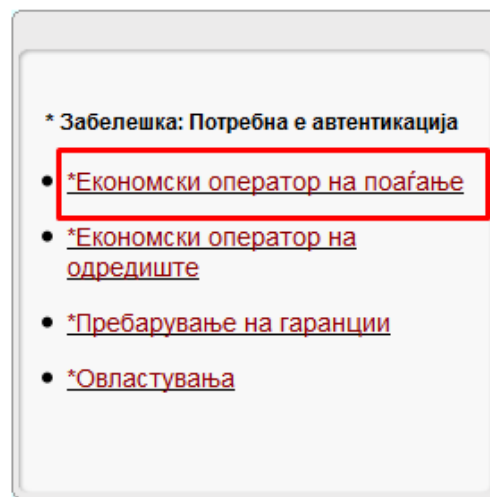 * Забелешка: Потребна е автентикација
*Економски оператор на поаѓање
*Економски оператор на
одредиште
*Пребарување на гаранции
*Овластувања